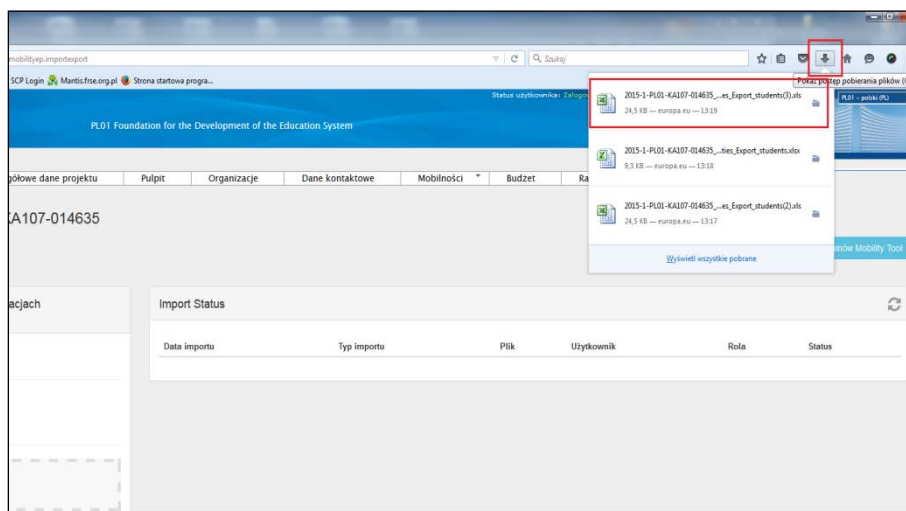 mobilityep.importexport
Szukaj
SCP Login Mantis.frse.org.pl Strona startowa progra...
Pokaż postęp pobierania plików
Status użytkownika:
PL01 - polski (PL)
PL01 Foundation for the Development of the Education System
2015-1-PL01-KA107-014635_...es_Export_students(3).xls
24,5 KB — europa.eu — 13:19
2015-1-PL01-KA107-014635_...ties_Export_students.xlsx
9,3 KB — europa.eu — 13:18
2015-1-PL01-KA107-014635_...es_Export_students(2).xls
24,5 KB — europa.eu — 13:17
Wyświetl wszystkie pobrane
dane projektu Pulpit Organizacje Dane kontaktowe Mobilności Budżet
KA107-014635
Mobility Tool
acjach Import Status
Data importu Typ importu Plik Użytkownik Rola Status